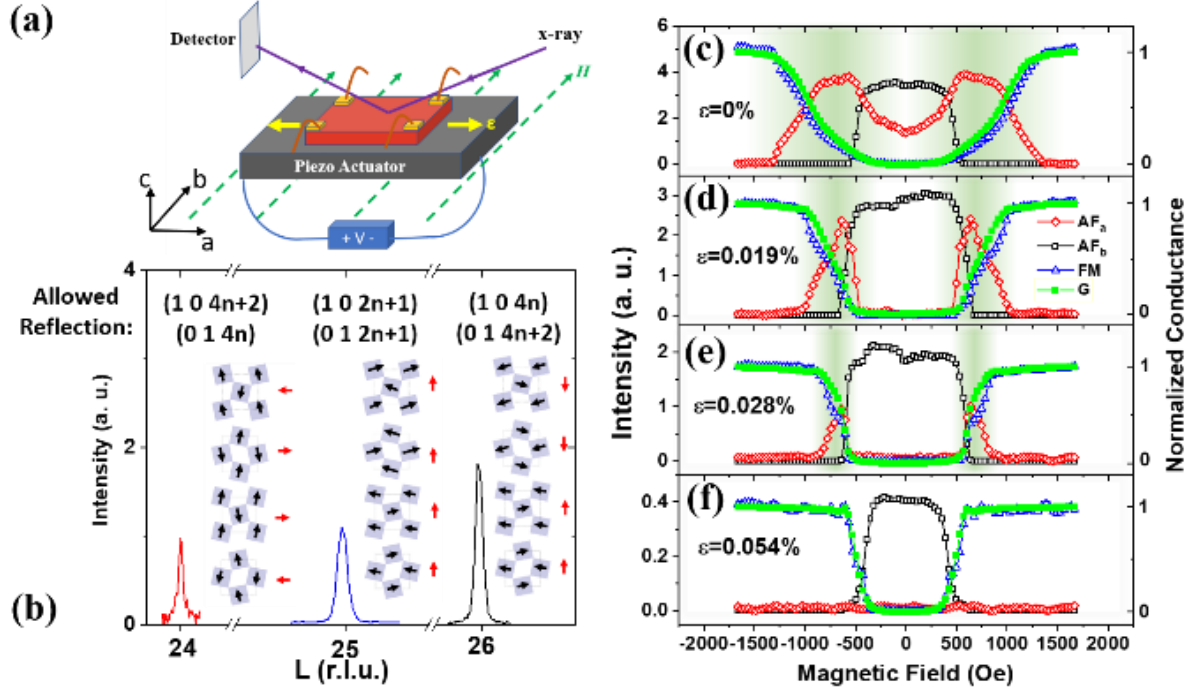 (a)
Detector
x-ray
H
ε
Piezo Actuator
c
b
a
+ V -
(b)
Intensity (a. u.)
4
2
0
Allowed
Reflection:
(1 0 4n+2)
(0 1 4n)
(1 0 2n+1)
(0 1 2n+1)
(1 0 4n)
(0 1 4n+2)
24
25
26
L (r.l.u.)
(c)
ε=0%
6
5
4
3
2
1
0
1
0
(d)
ε=0.019%
3
2
1
0
1
0
AFa
AFb
FM
G
(e)
ε=0.028%
2
1
0
1
0
(f)
ε=0.054%
0.4
0.2
0.0
1
0
Intensity (a. u.)
Normalized Conductance
-2000 -1500 -1000 -500 0 500 1000 1500 2000
Magnetic Field (Oe)